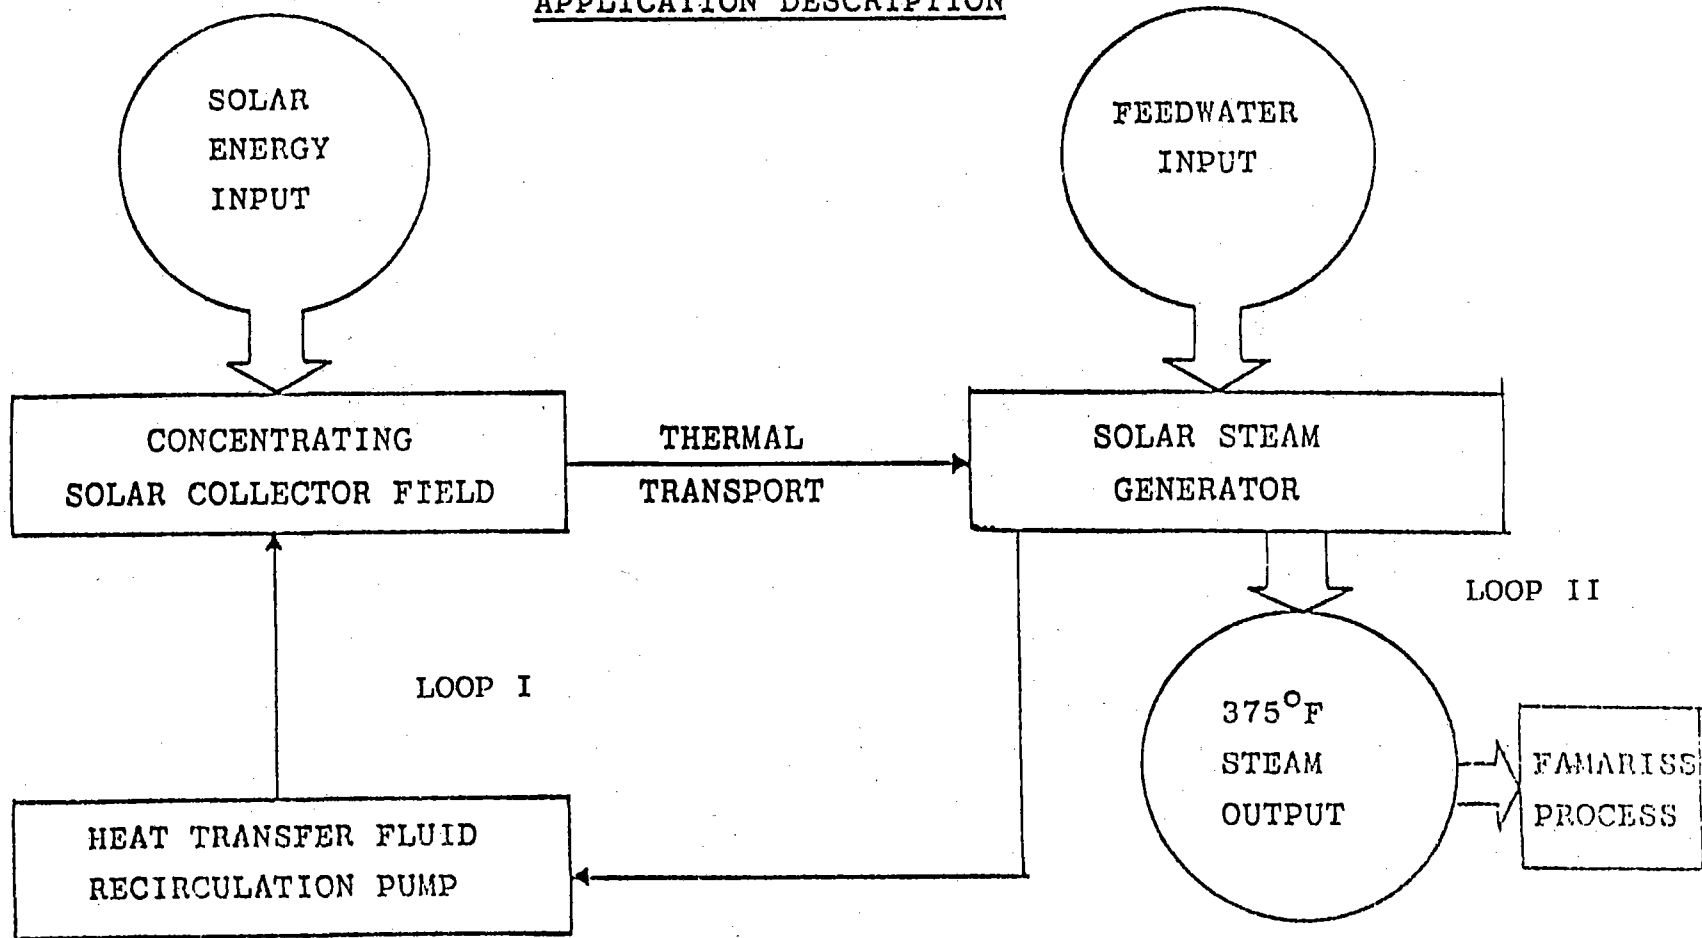 APPLICATION DESCRIPTION
SOLAR
ENERGY
INPUT
FEEDWATER
INPUT
CONCENTRATING
SOLAR COLLECTOR FIELD
THERMAL
TRANSPORT
SOLAR STEAM
GENERATOR
LOOP I
LOOP II
375°F
STEAM
OUTPUT
FAMARISS
PROCESS
HEAT TRANSFER FLUID
RECIRCULATION PUMP